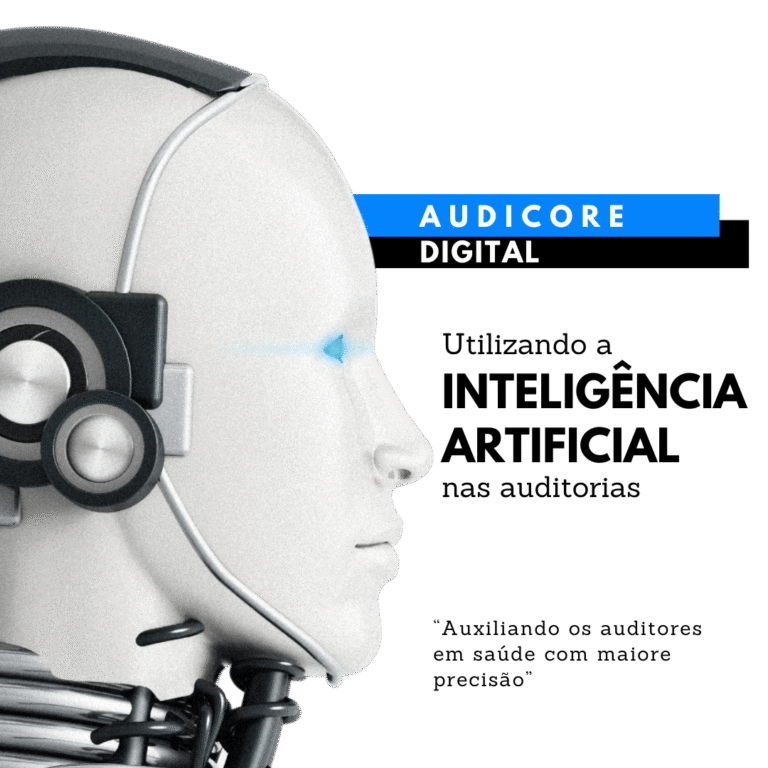 AUDICORE
DIGITAL
Utilizando a
INTELIGÊNCIA
ARTIFICIAL
nas auditorias
“Auxiliando os auditores
em saúde com maiore
precisão”